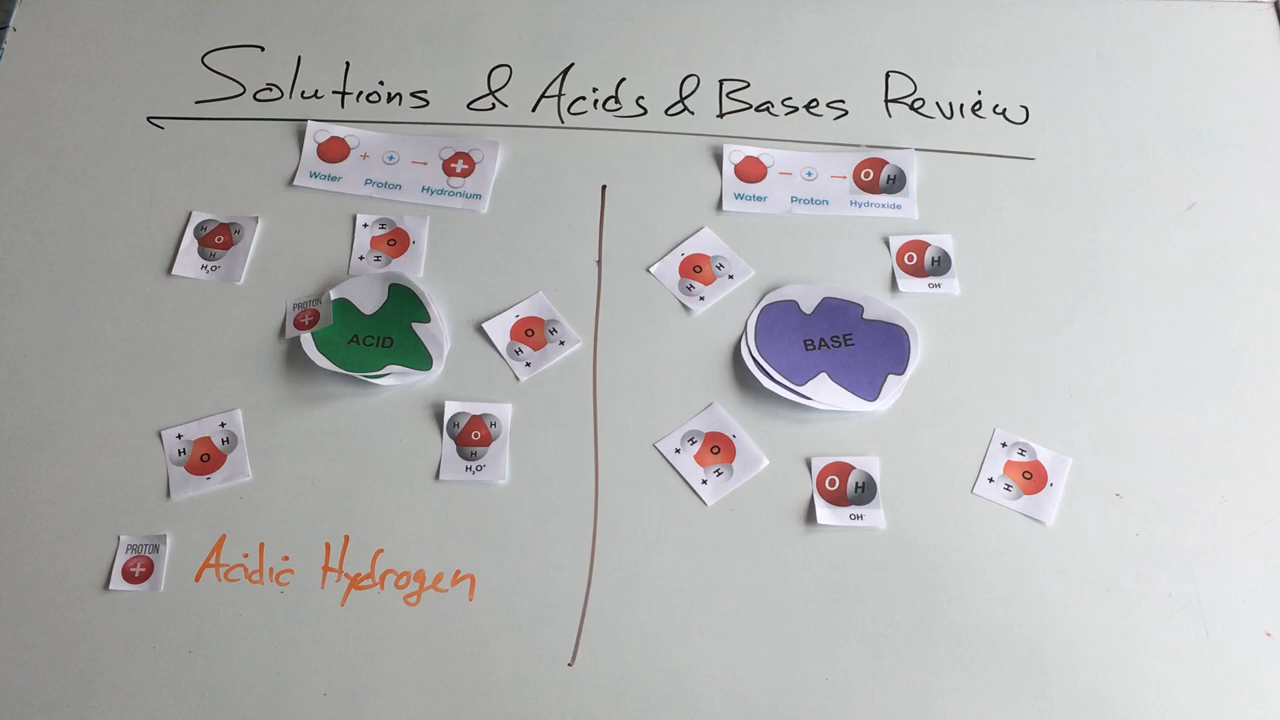 Solutions & Acids & Bases Review
+ + → +
Water Proton Hydronium
− + → O H
Water Proton Hydroxide
H H
O
H
H₃O⁺
+ H -
O
+ H
PROTON
+
ACID
-
O H +
H
+
+ +
H H
O
-
H H
O
H
H₃O⁺
PROTON
+
Acidic Hydrogen
-
O H +
H
+
O H
OH⁻
BASE
H -
+ O
H
+
O H
OH⁻
+ H
O
+ H -